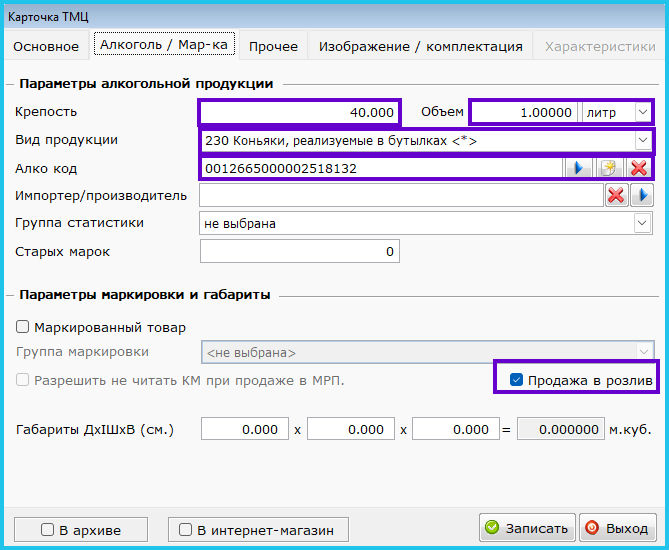 Карточка ТМЦ
Основное Алкоголь / Мар-ка Прочее Изображение / комплектация Характеристики
Параметры алкогольной продукции
Крепость 40.000 Объем 1.00000 литр
Вид продукции 230 Коньяки, реализуемые в бутылках <*>
Алко код 0012665000002518132
Импортер/производитель
Группа статистики не выбрана
Старых марок 0
Параметры маркировки и габариты
Маркированный товар
Группа маркировки <не выбрана>
Разрешить не читать КМ при продаже в МРП. Продажа в розлив
Габариты ДхШхВ (см.) 0.000 x 0.000 x 0.000 = 0.000000 м.куб.
В архиве В интернет-магазин Записать Выход